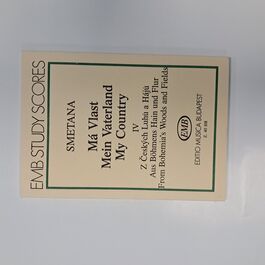 EMB STUDY SCORES
SMETANA
Má Vlast
Mein Vaterland
My Country
IV
Z Českých Luhů a Hájů
Aus Böhmens Hain und Flur
From Bohemia's Woods and Fields
EMB
EDITIO MUSICA BUDAPEST